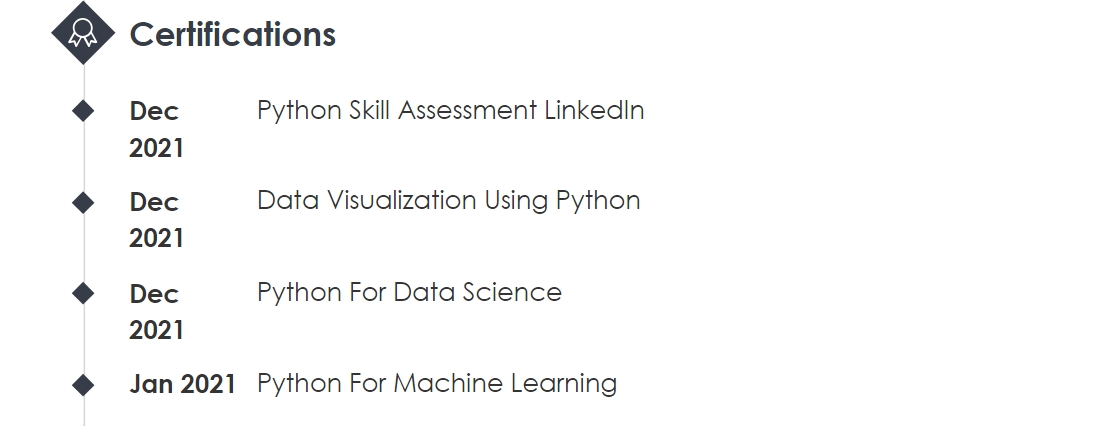 Certifications
Dec Python Skill Assessment LinkedIn
2021
Dec Data Visualization Using Python
2021
Dec Python For Data Science
2021
Jan 2021 Python For Machine Learning